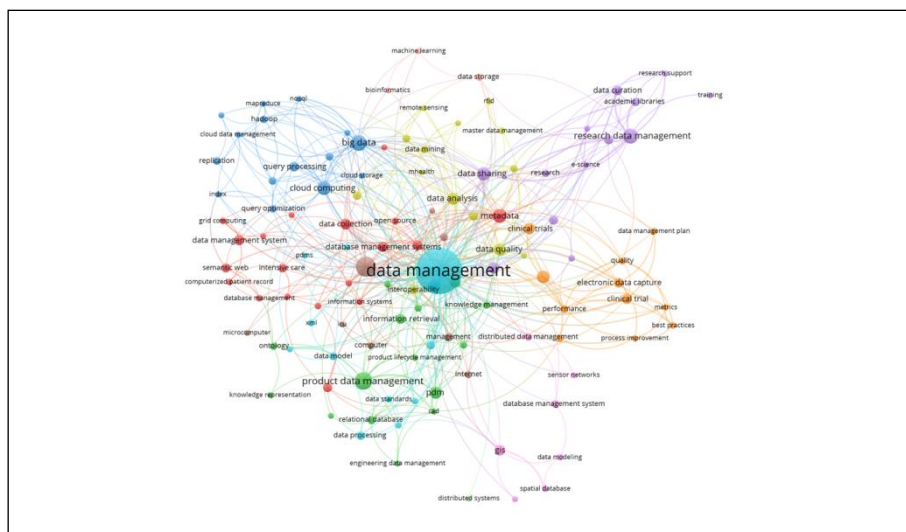 machine learning
research support
data storage
bioinformatics
data curation
training
nosql
academic libraries
mapreduce
remote sensing
rfid
hadoop
master data management
cloud data management
big data
research data management
data mining
replication
query processing
mhealth
e-science
cloud storage
data sharing
research
cloud computing
index
data analysis
query optimization
metadata
grid computing
open source
data collection
clinical trials
data management plan
data management system
database management systems
data quality
pdms
quality
semantic web
intensive care
data management
computerized patient record
electronic data capture
interoperability
database management
information systems
knowledge management
clinical trial
metrics
performance
information retrieval
xml
icu
best practices
microcomputer
management
distributed data management
process improvement
ontology
computer
data model
product lifecycle management
internet
sensor networks
product data management
knowledge representation
pdm
data standards
database management system
cad
relational database
data processing
gis
data modeling
engineering data management
spatial database
distributed systems